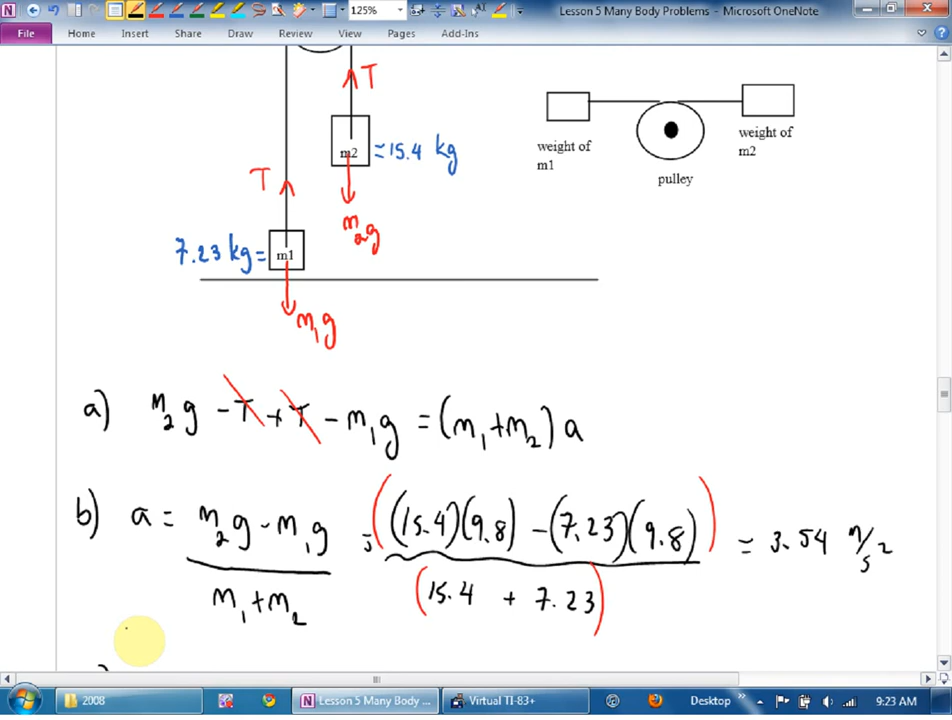 Lesson 5 Many Body Problems - Microsoft OneNote
125%
File Home Insert Share Draw Review View Pages Add-Ins
T
m2 = 15.4 kg
weight of m1
weight of m2
pulley
T
m₂g
7.23 kg = m1
m₁g
a) m₂g - T + T - m₁g = (m₁+m₂) a
b) a = m₂g - m₁g / m₁+m₂ = ((15.4)(9.8) - (7.23)(9.8)) / (15.4 + 7.23) = 3.54 m/s²
2008 Lesson 5 Many Body ... Virtual TI-83+ Desktop 9:23 AM